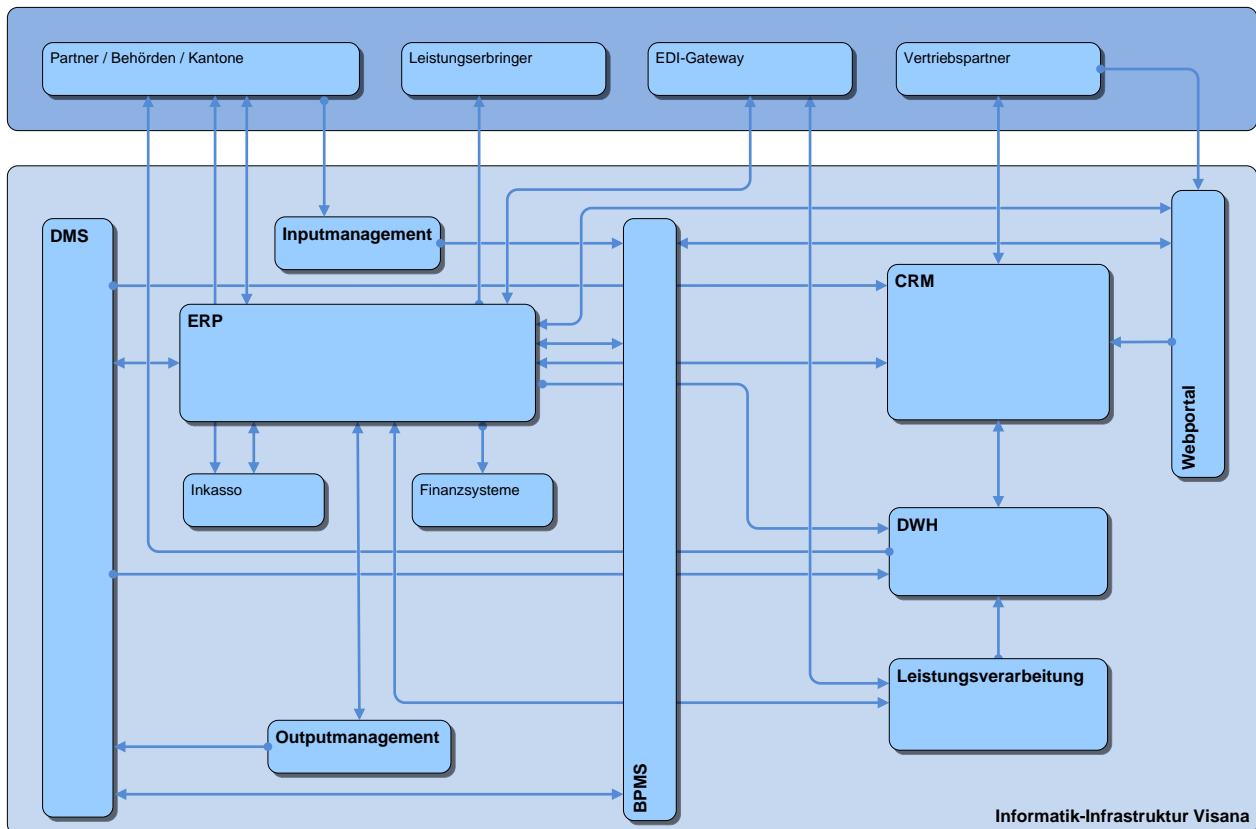 Partner / Behörden / Kantone
Leistungserbringer
EDI-Gateway
Vertriebspartner
DMS
Inputmanagement
ERP
CRM
Webportal
Inkasso
Finanzsysteme
DWH
Leistungsverarbeitung
Outputmanagement
BPMS
Informatik-Infrastruktur Visana